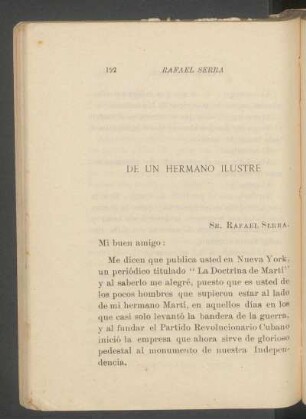 192 RAFAEL SERRA
DE UN HERMANO ILUSTRE
SR. RAFAEL SERRA.
Mi buen amigo:
Me dicen que publica usted en Nueva York,
un periódico titulado "La Doctrina de Martí"
y al saberlo me alegré, puesto que es usted de
los pocos hombres que supieron estar al lado
de mi hermano Martí, en aquellos días en los
que casi solo levantó la bandera de la guerra,
y al fundar el Partido Revolucionario Cubano
inició la empresa que ahora sirve de glorioso
pedestal al monumento de nuestra Indepen-
dencia.